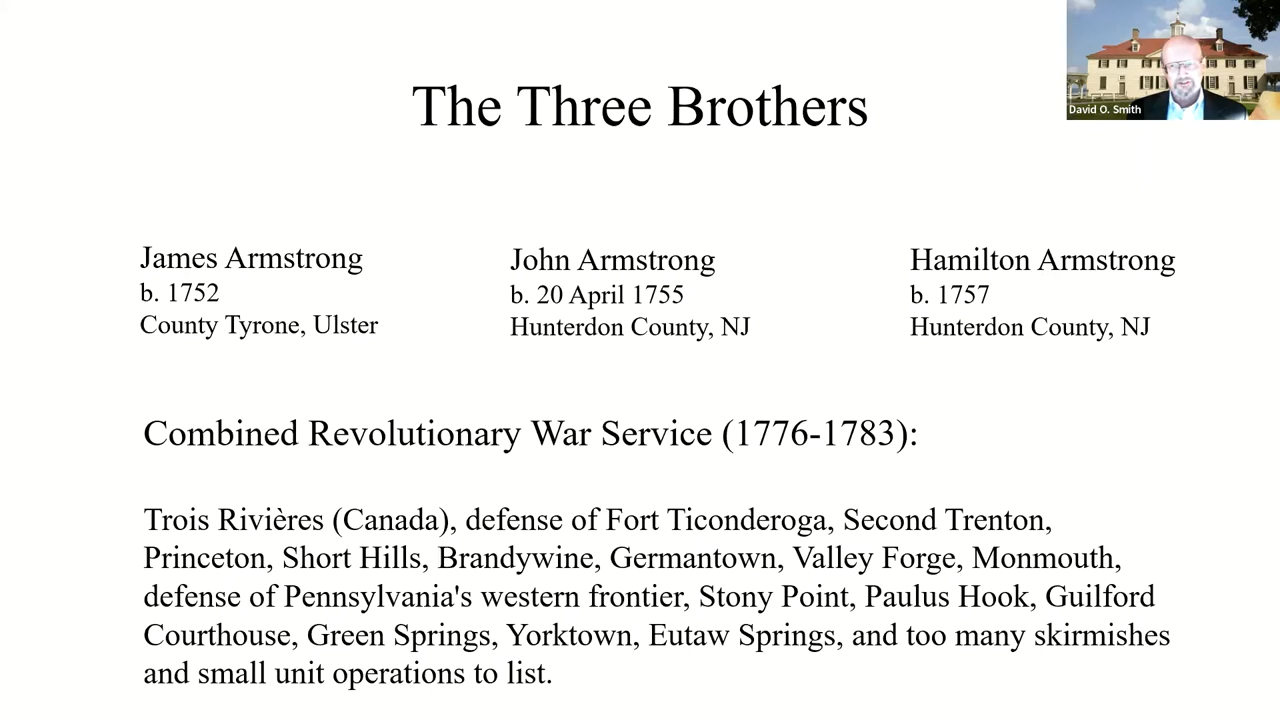 The Three Brothers
David O. Smith
James Armstrong
b. 1752
County Tyrone, Ulster
John Armstrong
b. 20 April 1755
Hunterdon County, NJ
Hamilton Armstrong
b. 1757
Hunterdon County, NJ
Combined Revolutionary War Service (1776-1783):
Trois Rivières (Canada), defense of Fort Ticonderoga, Second Trenton,
Princeton, Short Hills, Brandywine, Germantown, Valley Forge, Monmouth,
defense of Pennsylvania's western frontier, Stony Point, Paulus Hook, Guilford
Courthouse, Green Springs, Yorktown, Eutaw Springs, and too many skirmishes
and small unit operations to list.